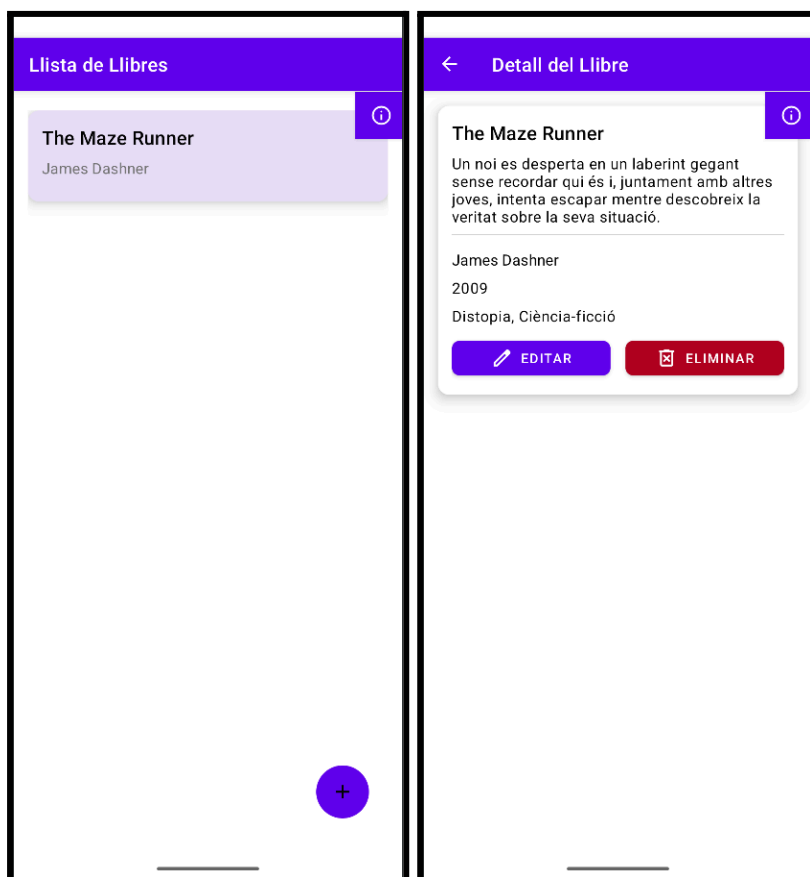 Llista de Llibres
The Maze Runner
James Dashner
+
Detall del Llibre
The Maze Runner
Un noi es desperta en un laberint gegant
sense recordar qui és i, juntament amb altres
joves, intenta escapar mentre descobreix la
veritat sobre la seva situació.
James Dashner
2009
Distopia, Ciència-ficció
EDITAR
ELIMINAR